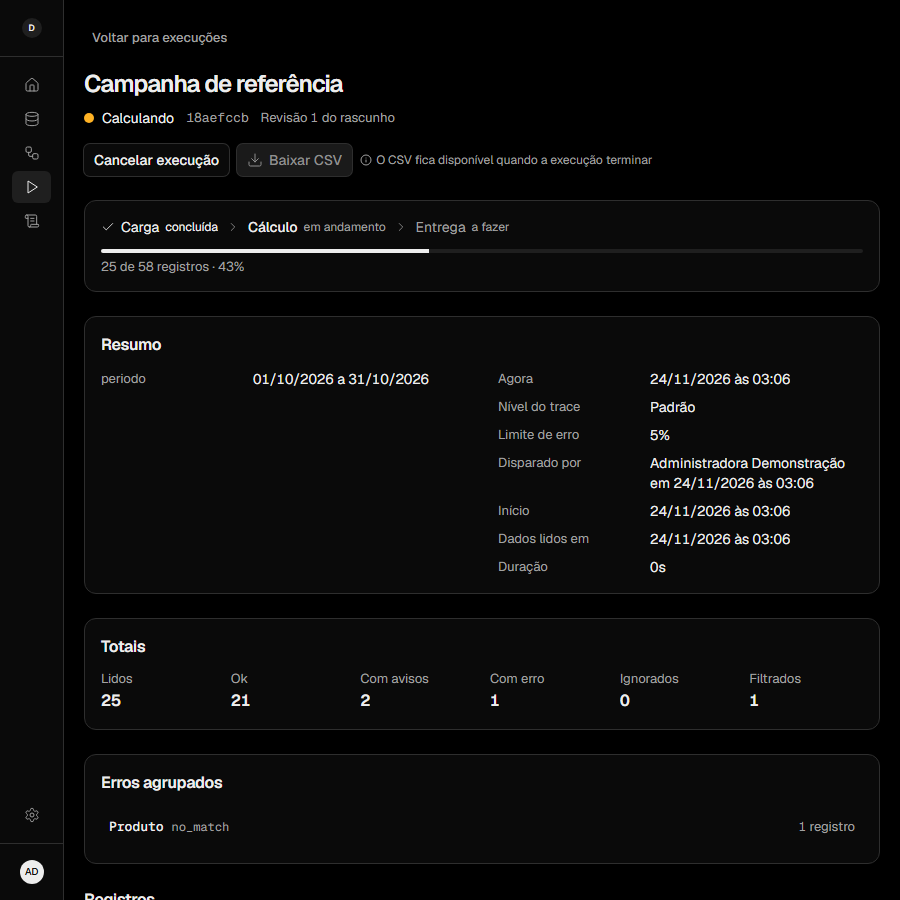 D
Voltar para execuções
Campanha de referência
Calculando 18aefccb Revisão 1 do rascunho
Cancelar execução Baixar CSV O CSV fica disponível quando a execução terminar
Carga concluída Cálculo em andamento Entrega a fazer
25 de 58 registros · 43%
Resumo
periodo 01/10/2026 a 31/10/2026
Agora 24/11/2026 às 03:06
Nível do trace Padrão
Limite de erro 5%
Disparado por Administradora Demonstração
em 24/11/2026 às 03:06
Início 24/11/2026 às 03:06
Dados lidos em 24/11/2026 às 03:06
Duração 0s
Totais
Lidos Ok Com avisos Com erro Ignorados Filtrados
25 21 2 1 0 1
Erros agrupados
Produto no_match 1 registro
AD
Registros